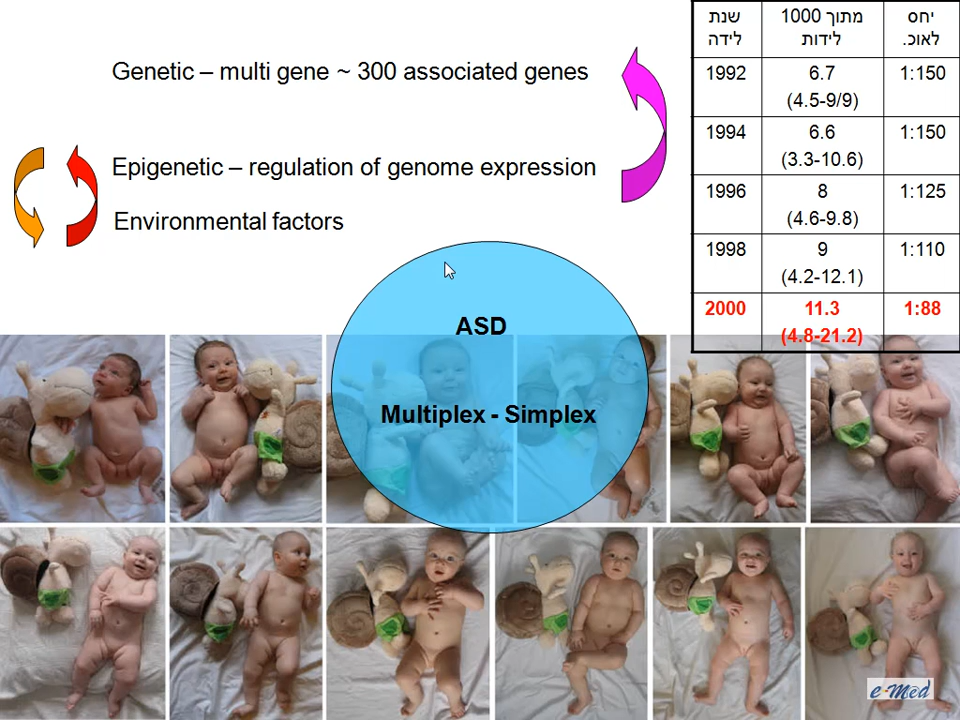 Genetic – multi gene ~ 300 associated genes
Epigenetic – regulation of genome expression
Environmental factors
ASD
Multiplex - Simplex
שנת לידה	מתוך 1000 לידות	יחס לאוכ.
1992	6.7 (4.5-9/9)	1:150
1994	6.6 (3.3-10.6)	1:150
1996	8 (4.6-9.8)	1:125
1998	9 (4.2-12.1)	1:110
2000	11.3 (4.8-21.2)	1:88
e-Med